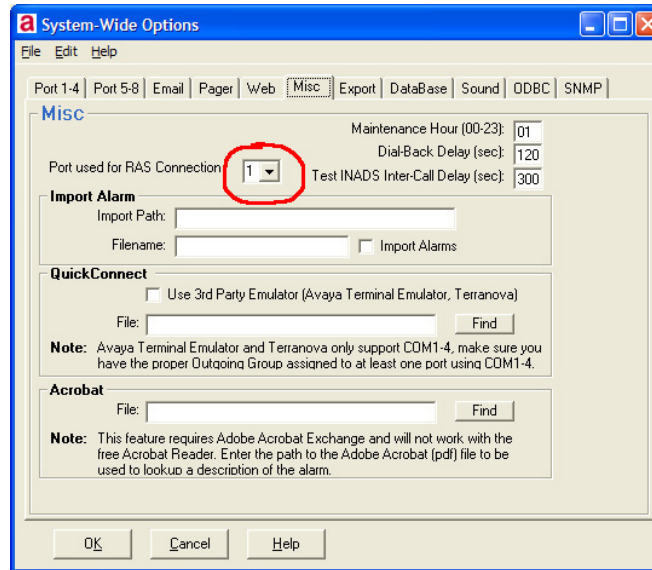 a System-Wide Options
File Edit Help
Port 1-4 Port 5-8 Email Pager Web Misc Export DataBase Sound ODBC SNMP
Misc
Maintenance Hour (00-23): 01
Dial-Back Delay (sec): 120
Port used for RAS Connection 1
Test INADS Inter-Call Delay (sec): 300
Import Alarm
Import Path:
Filename: Import Alarms
QuickConnect
Use 3rd Party Emulator (Avaya Terminal Emulator, Terranova)
File: Find
Note: Avaya Terminal Emulator and Terranova only support COM1-4, make sure you
have the proper Outgoing Group assigned to at least one port using COM1-4.
Acrobat
File: Find
Note: This feature requires Adobe Acrobat Exchange and will not work with the
free Acrobat Reader. Enter the path to the Adobe Acrobat (pdf) file to be
used to lookup a description of the alarm.
OK Cancel Help